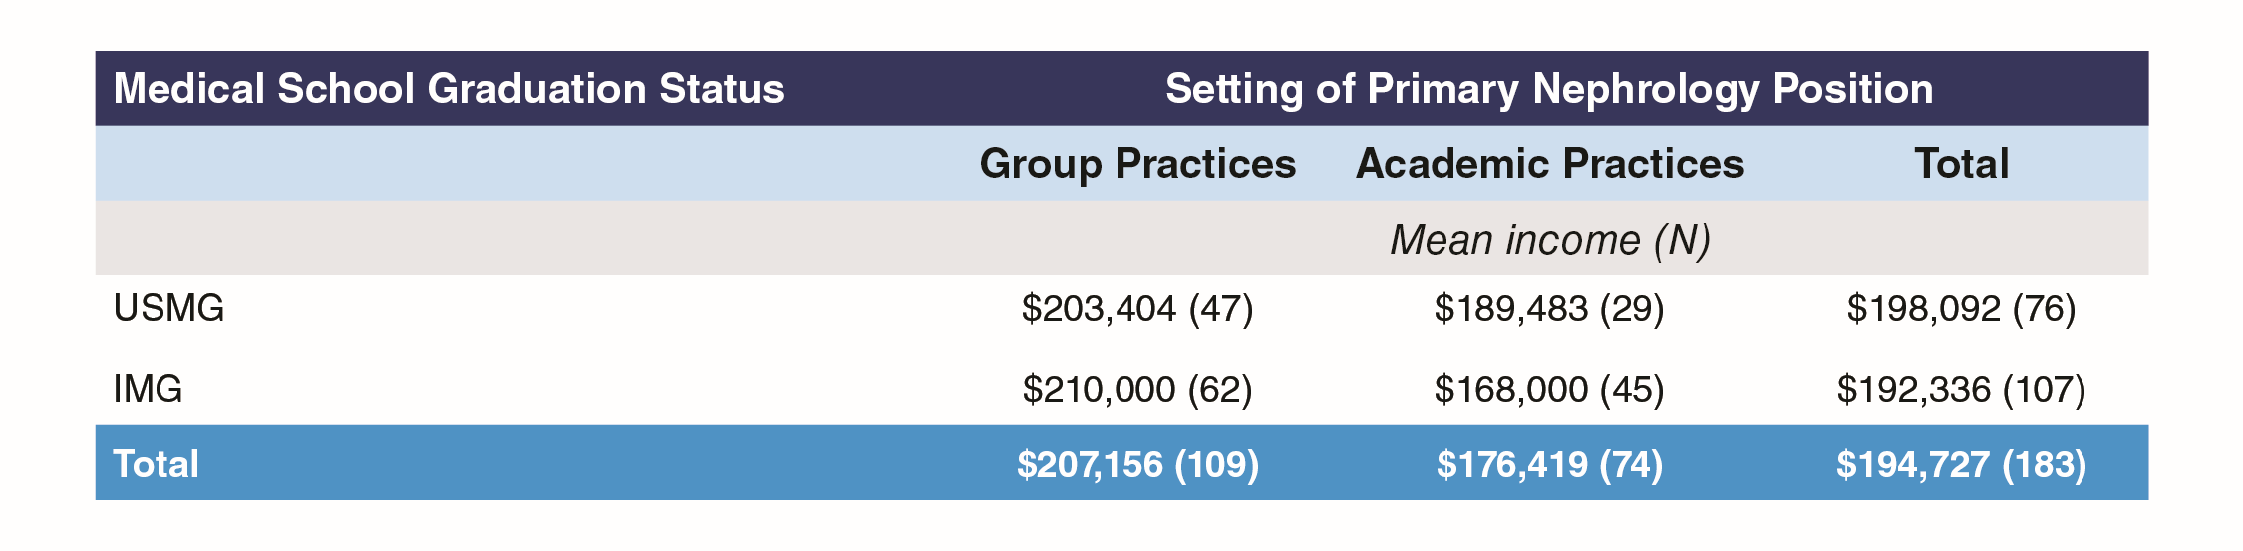 Medical School Graduation Status Setting of Primary Nephrology Position
Group Practices Academic Practices Total
Mean income (N)
USMG $203,404 (47) $189,483 (29) $198,092 (76)
IMG $210,000 (62) $168,000 (45) $192,336 (107)
Total $207,156 (109) $176,419 (74) $194,727 (183)